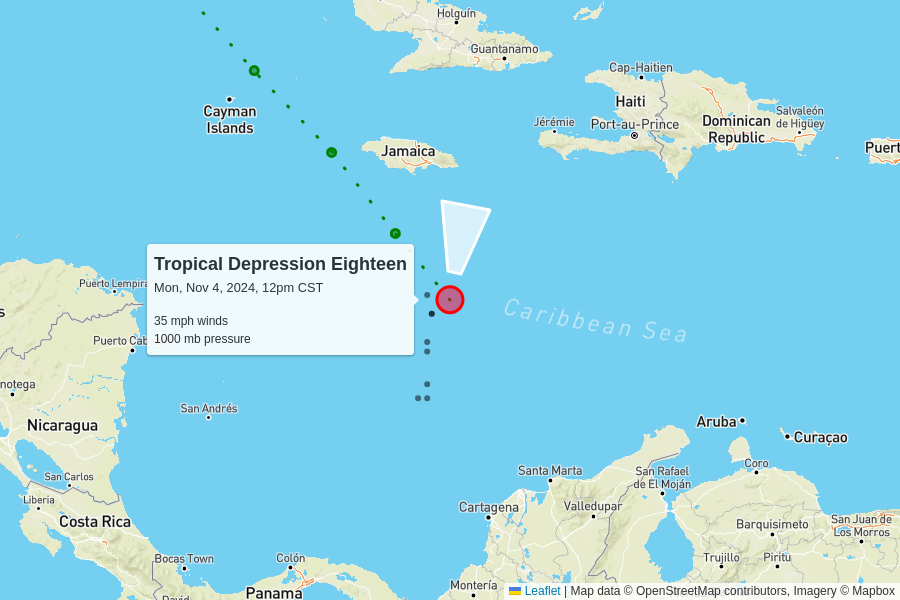 Holguín
Guantanamo
Cap-Haitien
Cayman
Islands
Haiti
Jérémie
Port-au-Prince
Dominican
Republic
Salvaleón
de Higüey
Jamaica
Puert
Tropical Depression Eighteen
Mon, Nov 4, 2024, 12pm CST
35 mph winds
1000 mb pressure
Puerto Lempira
Puerto Cab
Caribbean Sea
notega
San Andrés
Nicaragua
Aruba
Curaçao
San Carlos
Santa Marta
San Rafael
de El Moján
Coro
Liberia
Cartagena
Valledupar
Costa Rica
Barquisimeto
San Juan de
Los Morros
Bocas Town
Colón
Trujillo
Piritu
Montería
Panama
David
Leaflet | Map data © OpenStreetMap contributors, Imagery © Mapbox